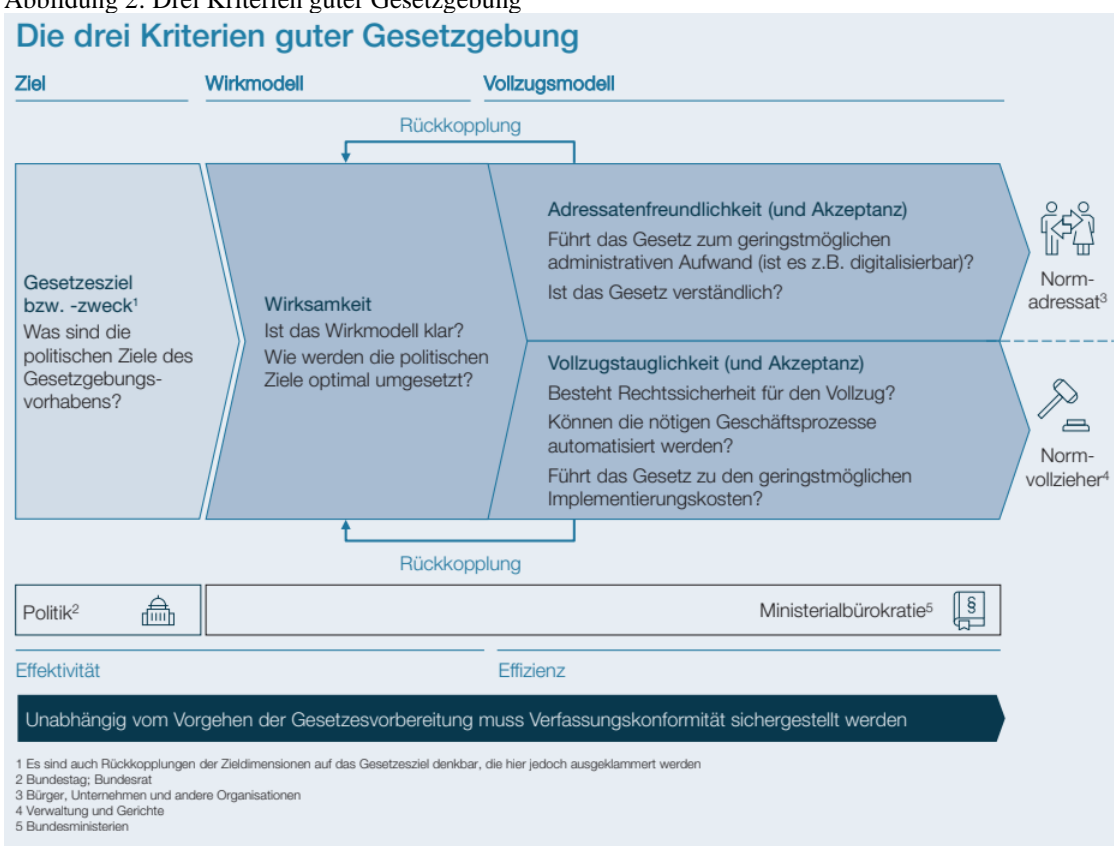 Abbildung 2: Drei Kriterien guter Gesetzgebung
Die drei Kriterien guter Gesetzgebung
Ziel
Wirkmodell
Vollzugsmodell
Rückkopplung
Gesetzesziel
bzw. -zweck¹
Was sind die
politischen Ziele des
Gesetzgebungs-
vorhabens?
Wirksamkeit
Ist das Wirkmodell klar?
Wie werden die politischen
Ziele optimal umgesetzt?
Adressatenfreundlichkeit (und Akzeptanz)
Führt das Gesetz zum geringstmöglichen
administrativen Aufwand (ist es z.B. digitalisierbar)?
Ist das Gesetz verständlich?
Norm-
adressat³
Vollzugstauglichkeit (und Akzeptanz)
Besteht Rechtssicherheit für den Vollzug?
Können die nötigen Geschäftsprozesse
automatisiert werden?
Führt das Gesetz zu den geringstmöglichen
Implementierungskosten?
Norm-
vollzieher⁴
Rückkopplung
Politik²
Ministerialbürokratie⁵
§
Effektivität
Effizienz
Unabhängig vom Vorgehen der Gesetzesvorbereitung muss Verfassungskonformität sichergestellt werden
1 Es sind auch Rückkopplungen der Zieldimensionen auf das Gesetzesziel denkbar, die hier jedoch ausgeklammert werden
2 Bundestag; Bundesrat
3 Bürger, Unternehmen und andere Organisationen
4 Verwaltung und Gerichte
5 Bundesministerien